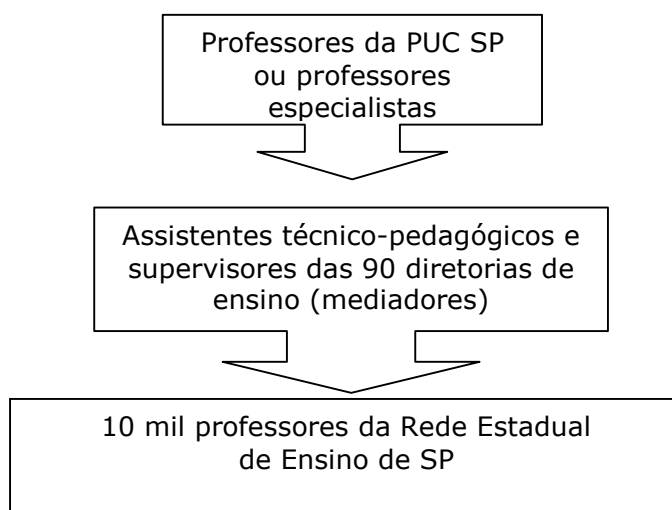 Professores da PUC SP
ou professores
especialistas
Assistentes técnico-pedagógicos e
supervisores das 90 diretorias de
ensino (mediadores)
10 mil professores da Rede Estadual
de Ensino de SP